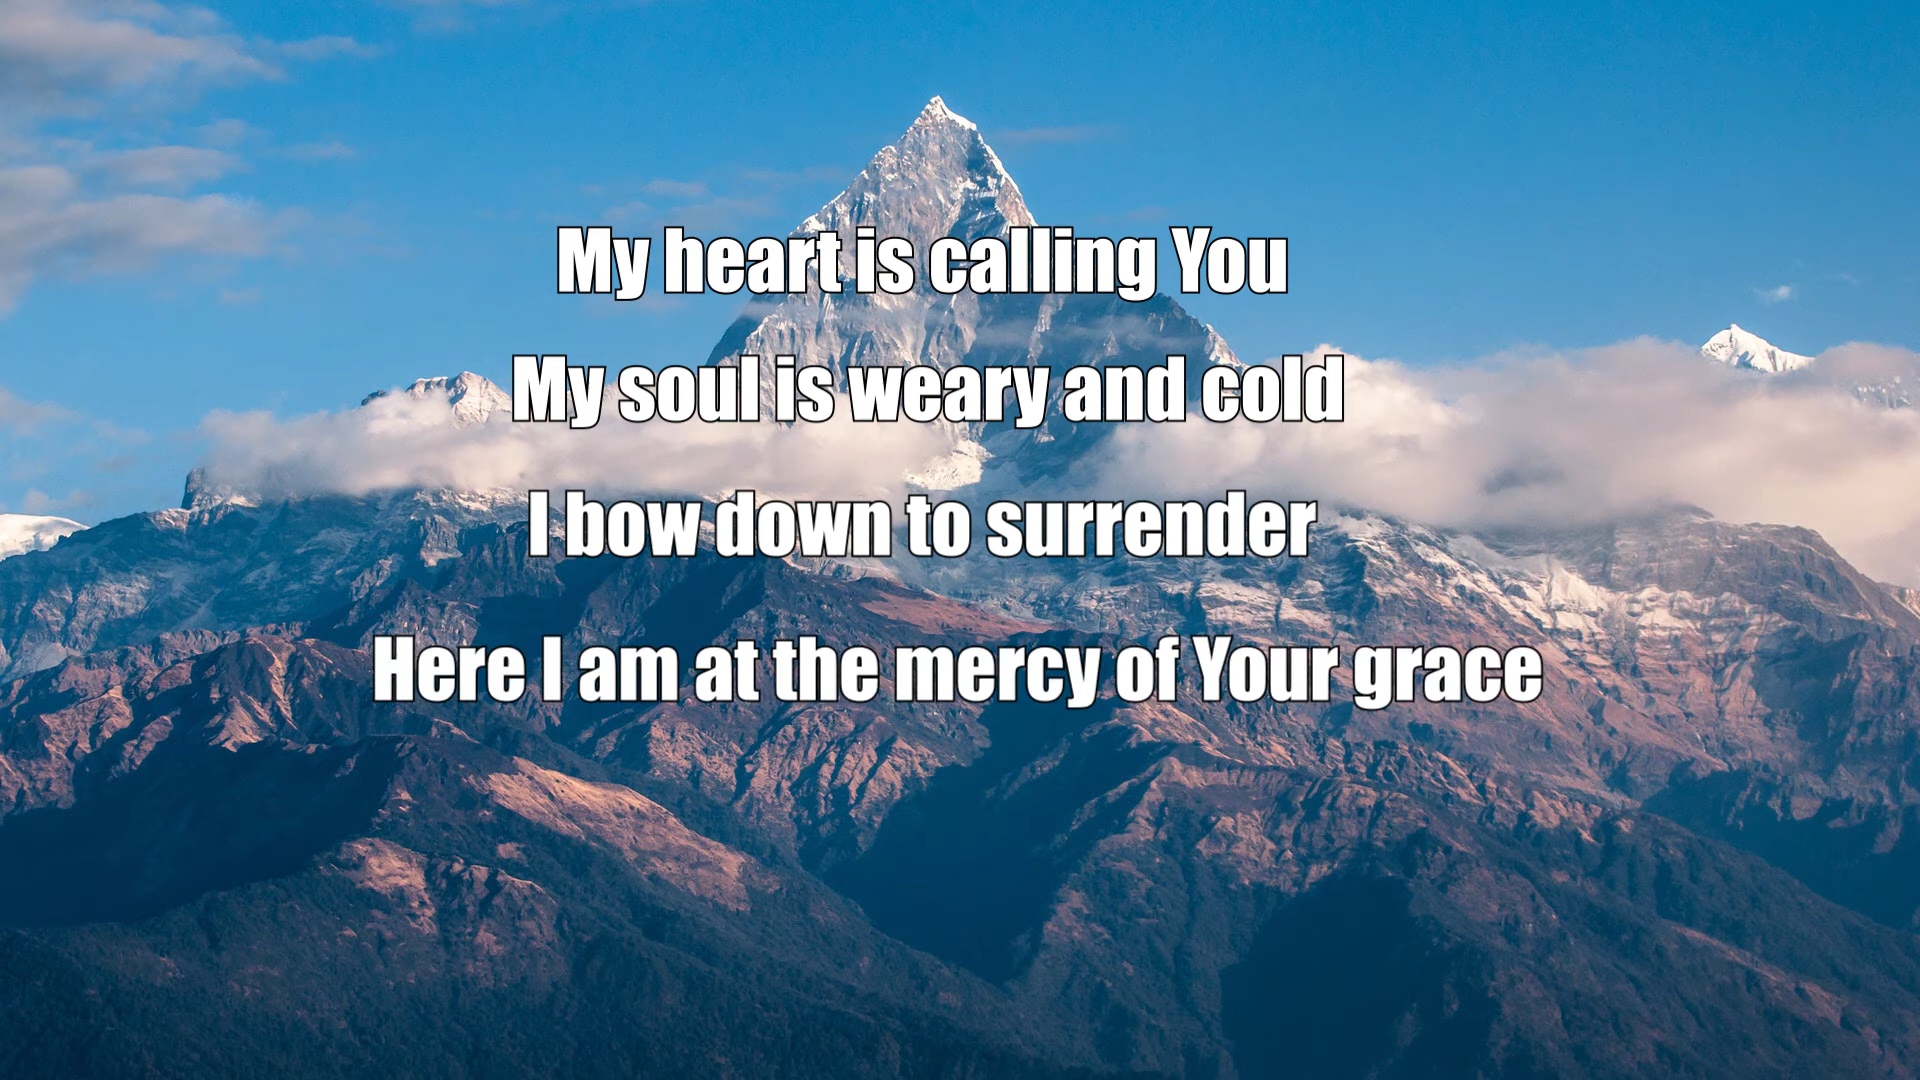 My heart is calling You
My soul is weary and cold
I bow down to surrender
Here I am at the mercy of Your grace